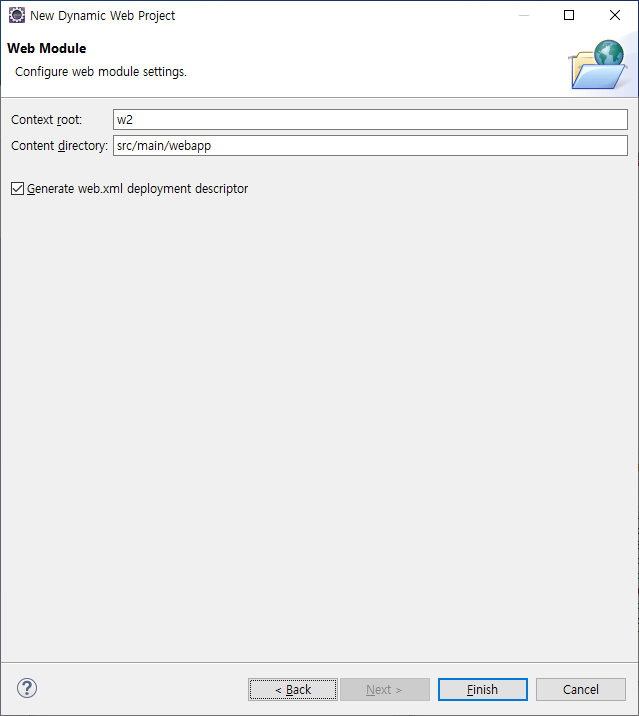 New Dynamic Web Project
Web Module
Configure web module settings.
Context root: w2
Content directory: src/main/webapp
Generate web.xml deployment descriptor
? < Back Next > Finish Cancel